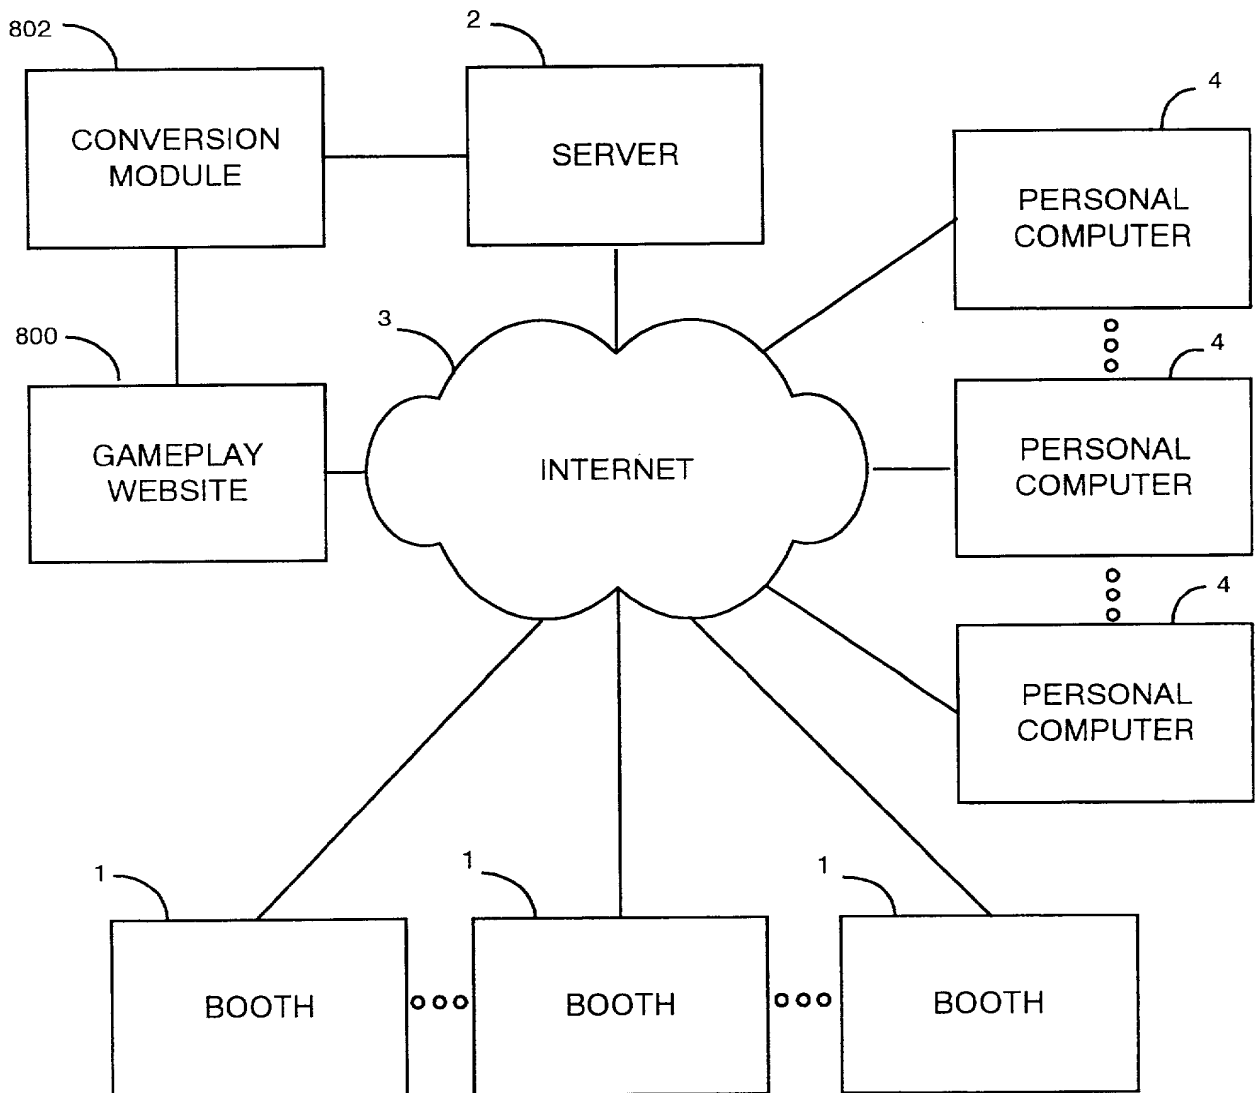 802
CONVERSION
MODULE
2
SERVER
4
PERSONAL
COMPUTER
800
GAMEPLAY
WEBSITE
3
INTERNET
4
PERSONAL
COMPUTER
4
PERSONAL
COMPUTER
1
BOOTH
1
BOOTH
1
BOOTH